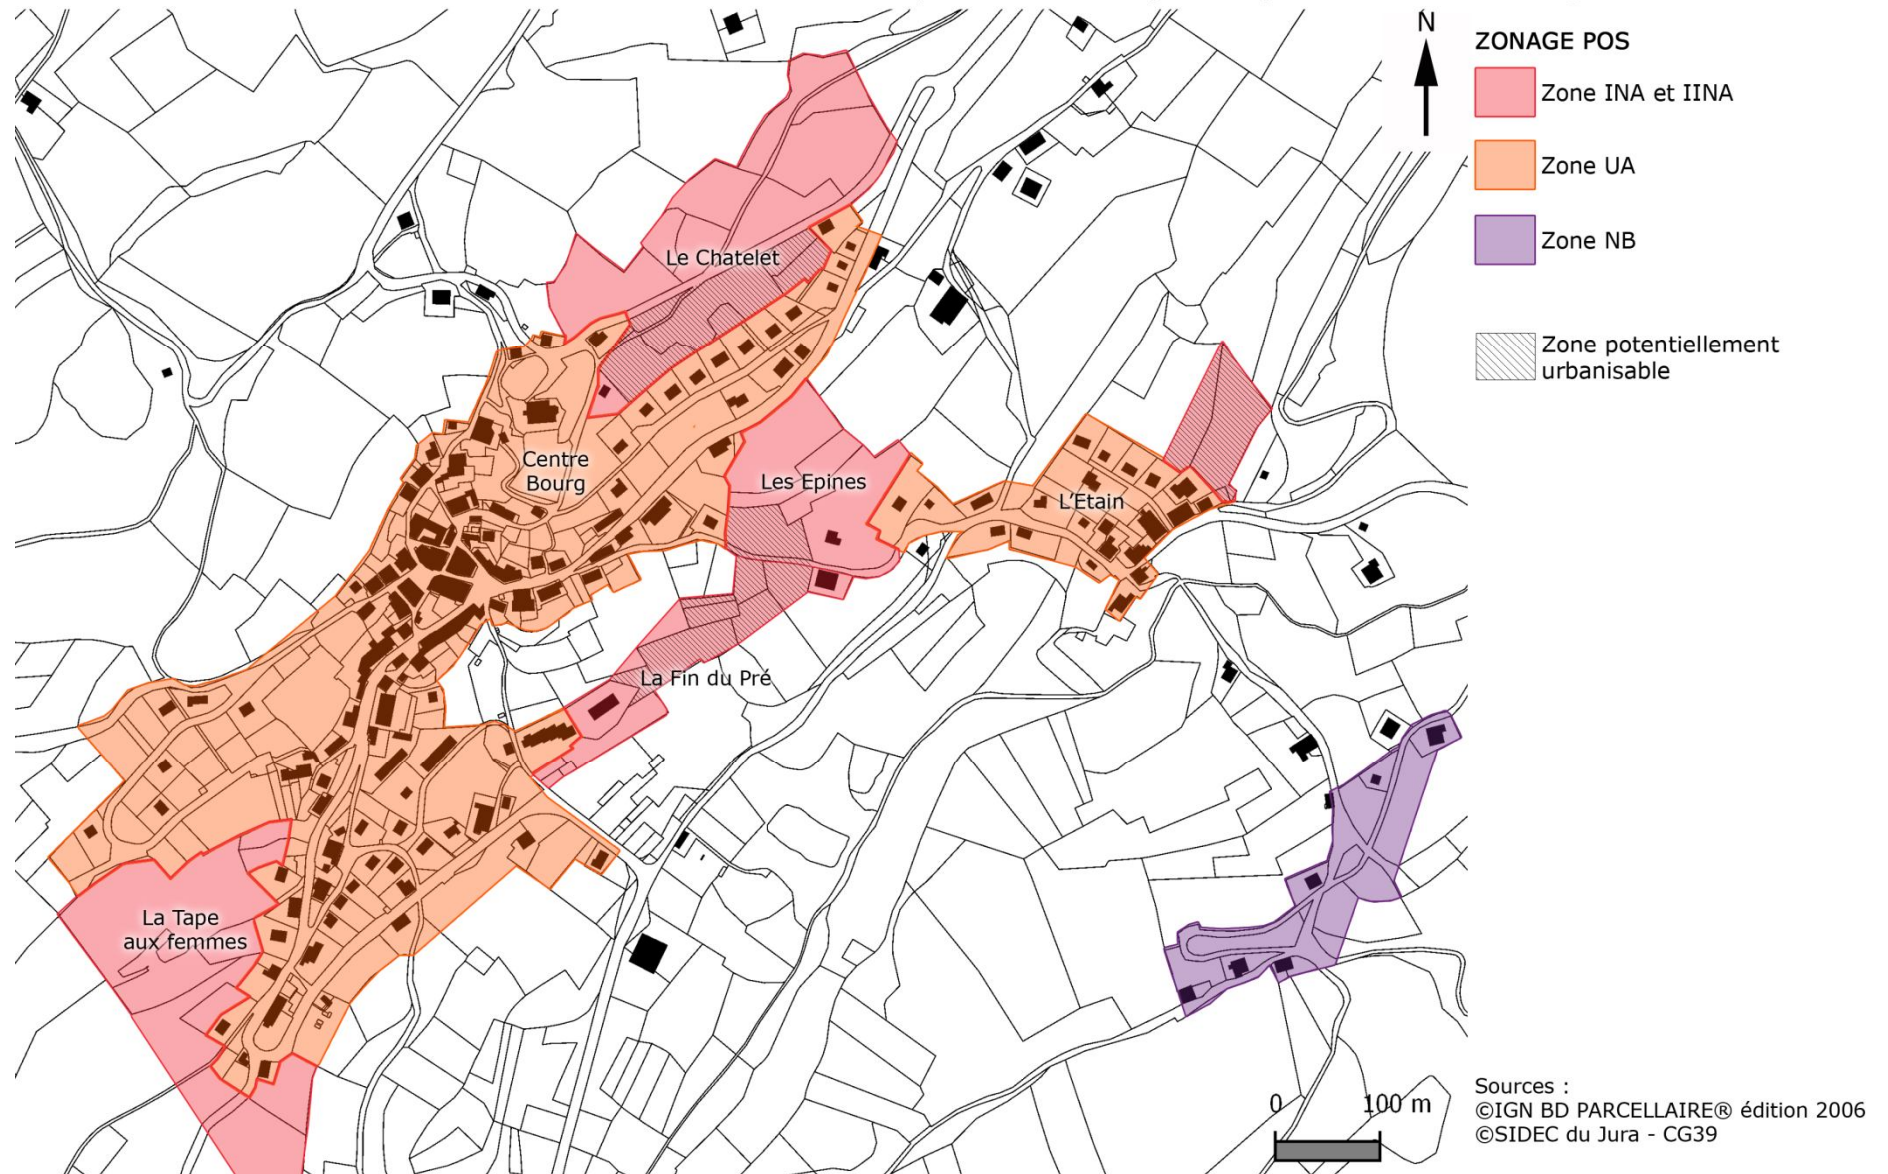 N
ZONAGE POS
Zone INA et IINA
Zone UA
Zone NB
Zone potentiellement
urbanisable
Le Chatelet
Centre
Bourg
Les Epines
L'Etain
La Fin du Pré
La Tape
aux femmes
0 100 m
Sources :
©IGN BD PARCELLAIRE® édition 2006
©SIDEC du Jura - CG39